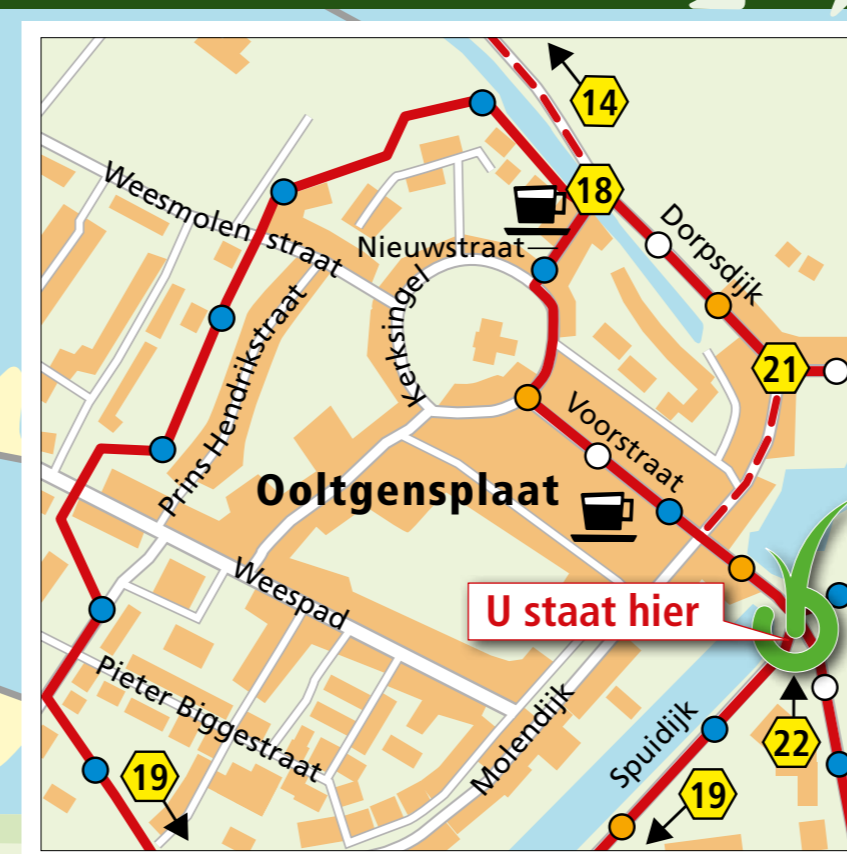 14
18
Weesmolenstraat
Nieuwstraat
Dorpsdijk
Kerksingel
Prins Hendrikstraat
21
Voorstraat
Ooltgensplaat
Weespad
U staat hier
Pieter Biggestraat
Molendijk
Spuidijk
22
19
19